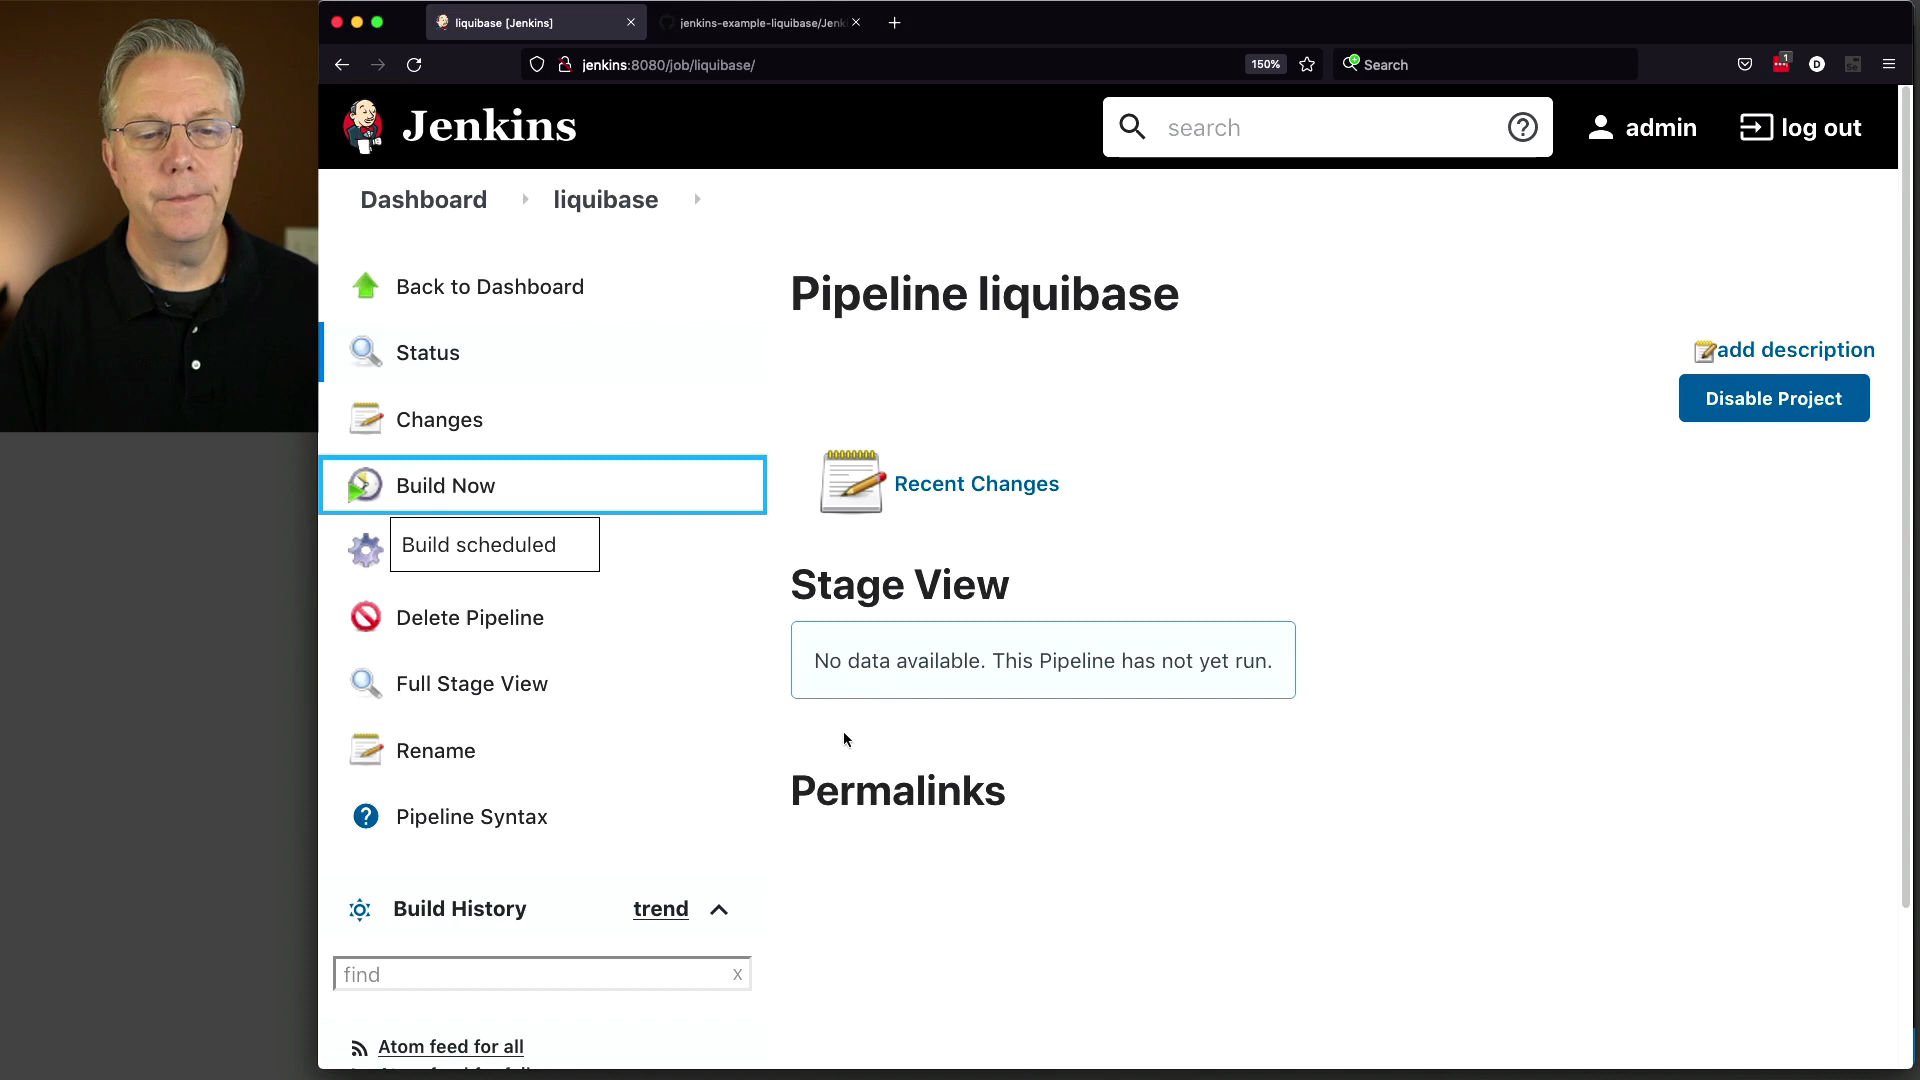 liquibase [Jenkins]
jenkins-example-liquibase/Jenk
jenkins:8080/job/liquibase/
150%
Search
1
D
Se
Jenkins
search
admin
log out
Dashboard
liquibase
Back to Dashboard
Status
Changes
Build Now
Build scheduled
Delete Pipeline
Full Stage View
Rename
Pipeline Syntax
Build History
trend
find
x
Atom feed for all
Pipeline liquibase
add description
Disable Project
Recent Changes
Stage View
No data available. This Pipeline has not yet run.
Permalinks